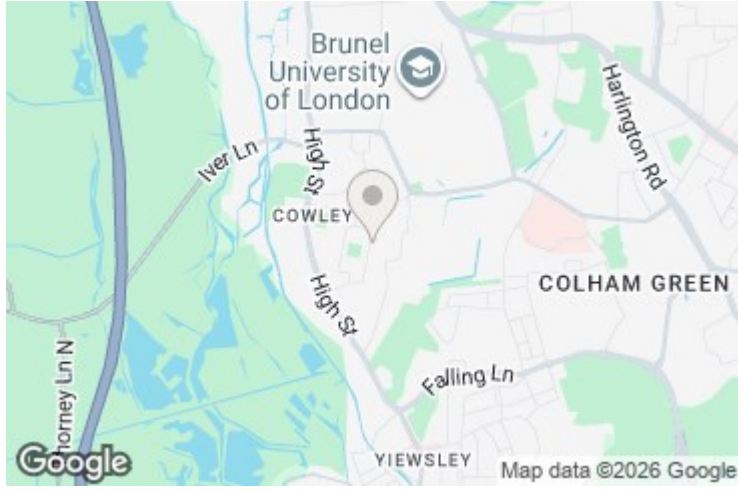 Brunel
University
of London
Harlington Rd
Iver Ln
High St
COWLEY
COLHAM GREEN
High St
Falling Ln
Thorney Ln N
YIEWSLEY
Google
Map data ©2026 Google